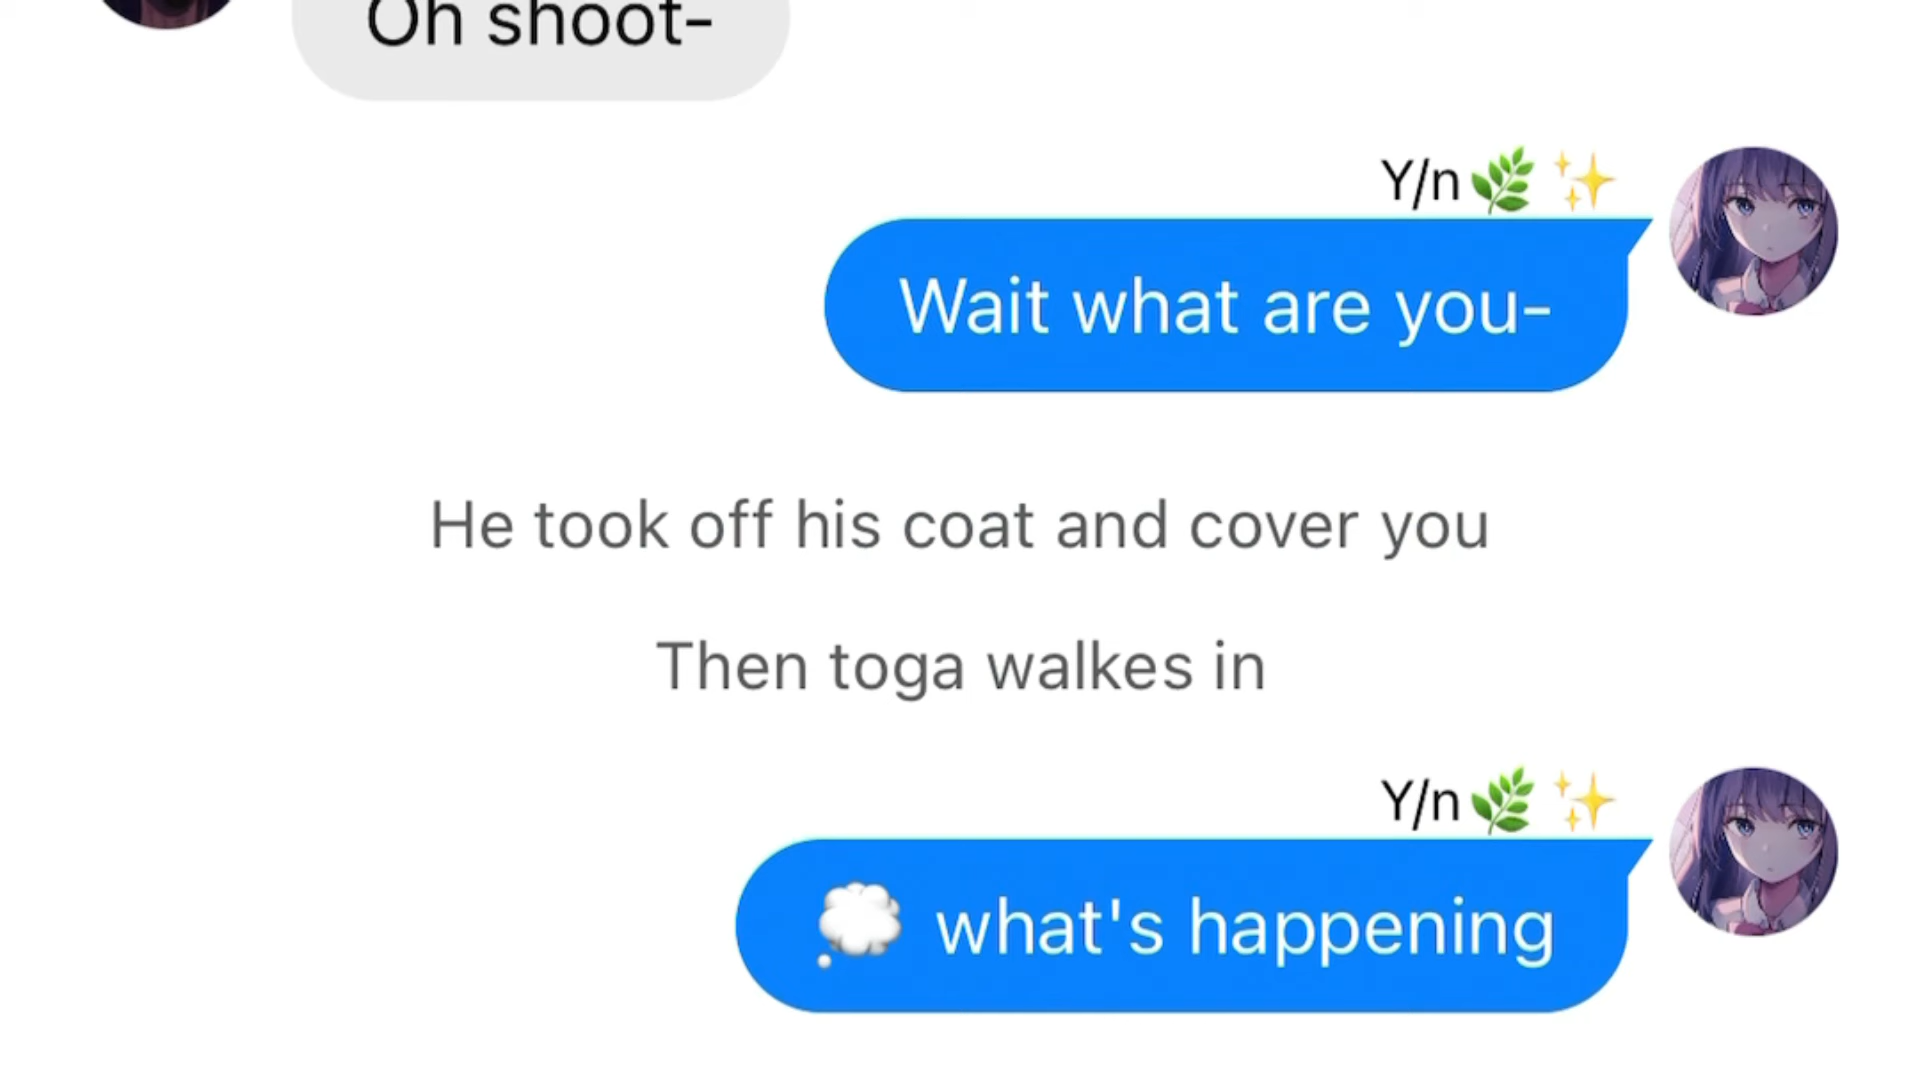 Oh shoot-
Y/n🌿✨
Wait what are you-
He took off his coat and cover you
Then toga walkes in
Y/n🌿✨
💭 what's happening